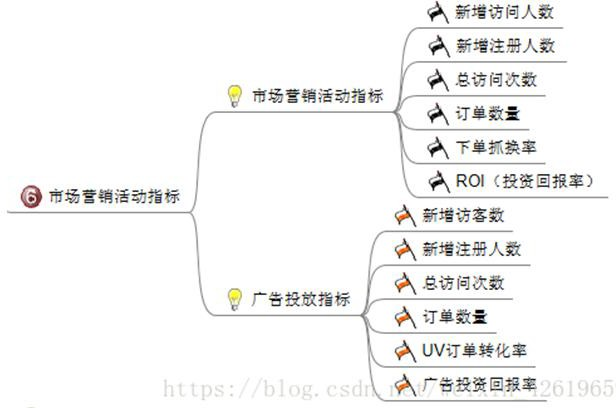 新增访问人数
新增注册人数
总访问次数
市场营销活动指标
订单数量
下单抓换率
ROI（投资回报率）
6 市场营销活动指标
新增访客数
新增注册人数
总访问次数
广告投放指标
订单数量
UV订单转化率
广告投资回报率
https://blog.csdn.net/weixin_4261965